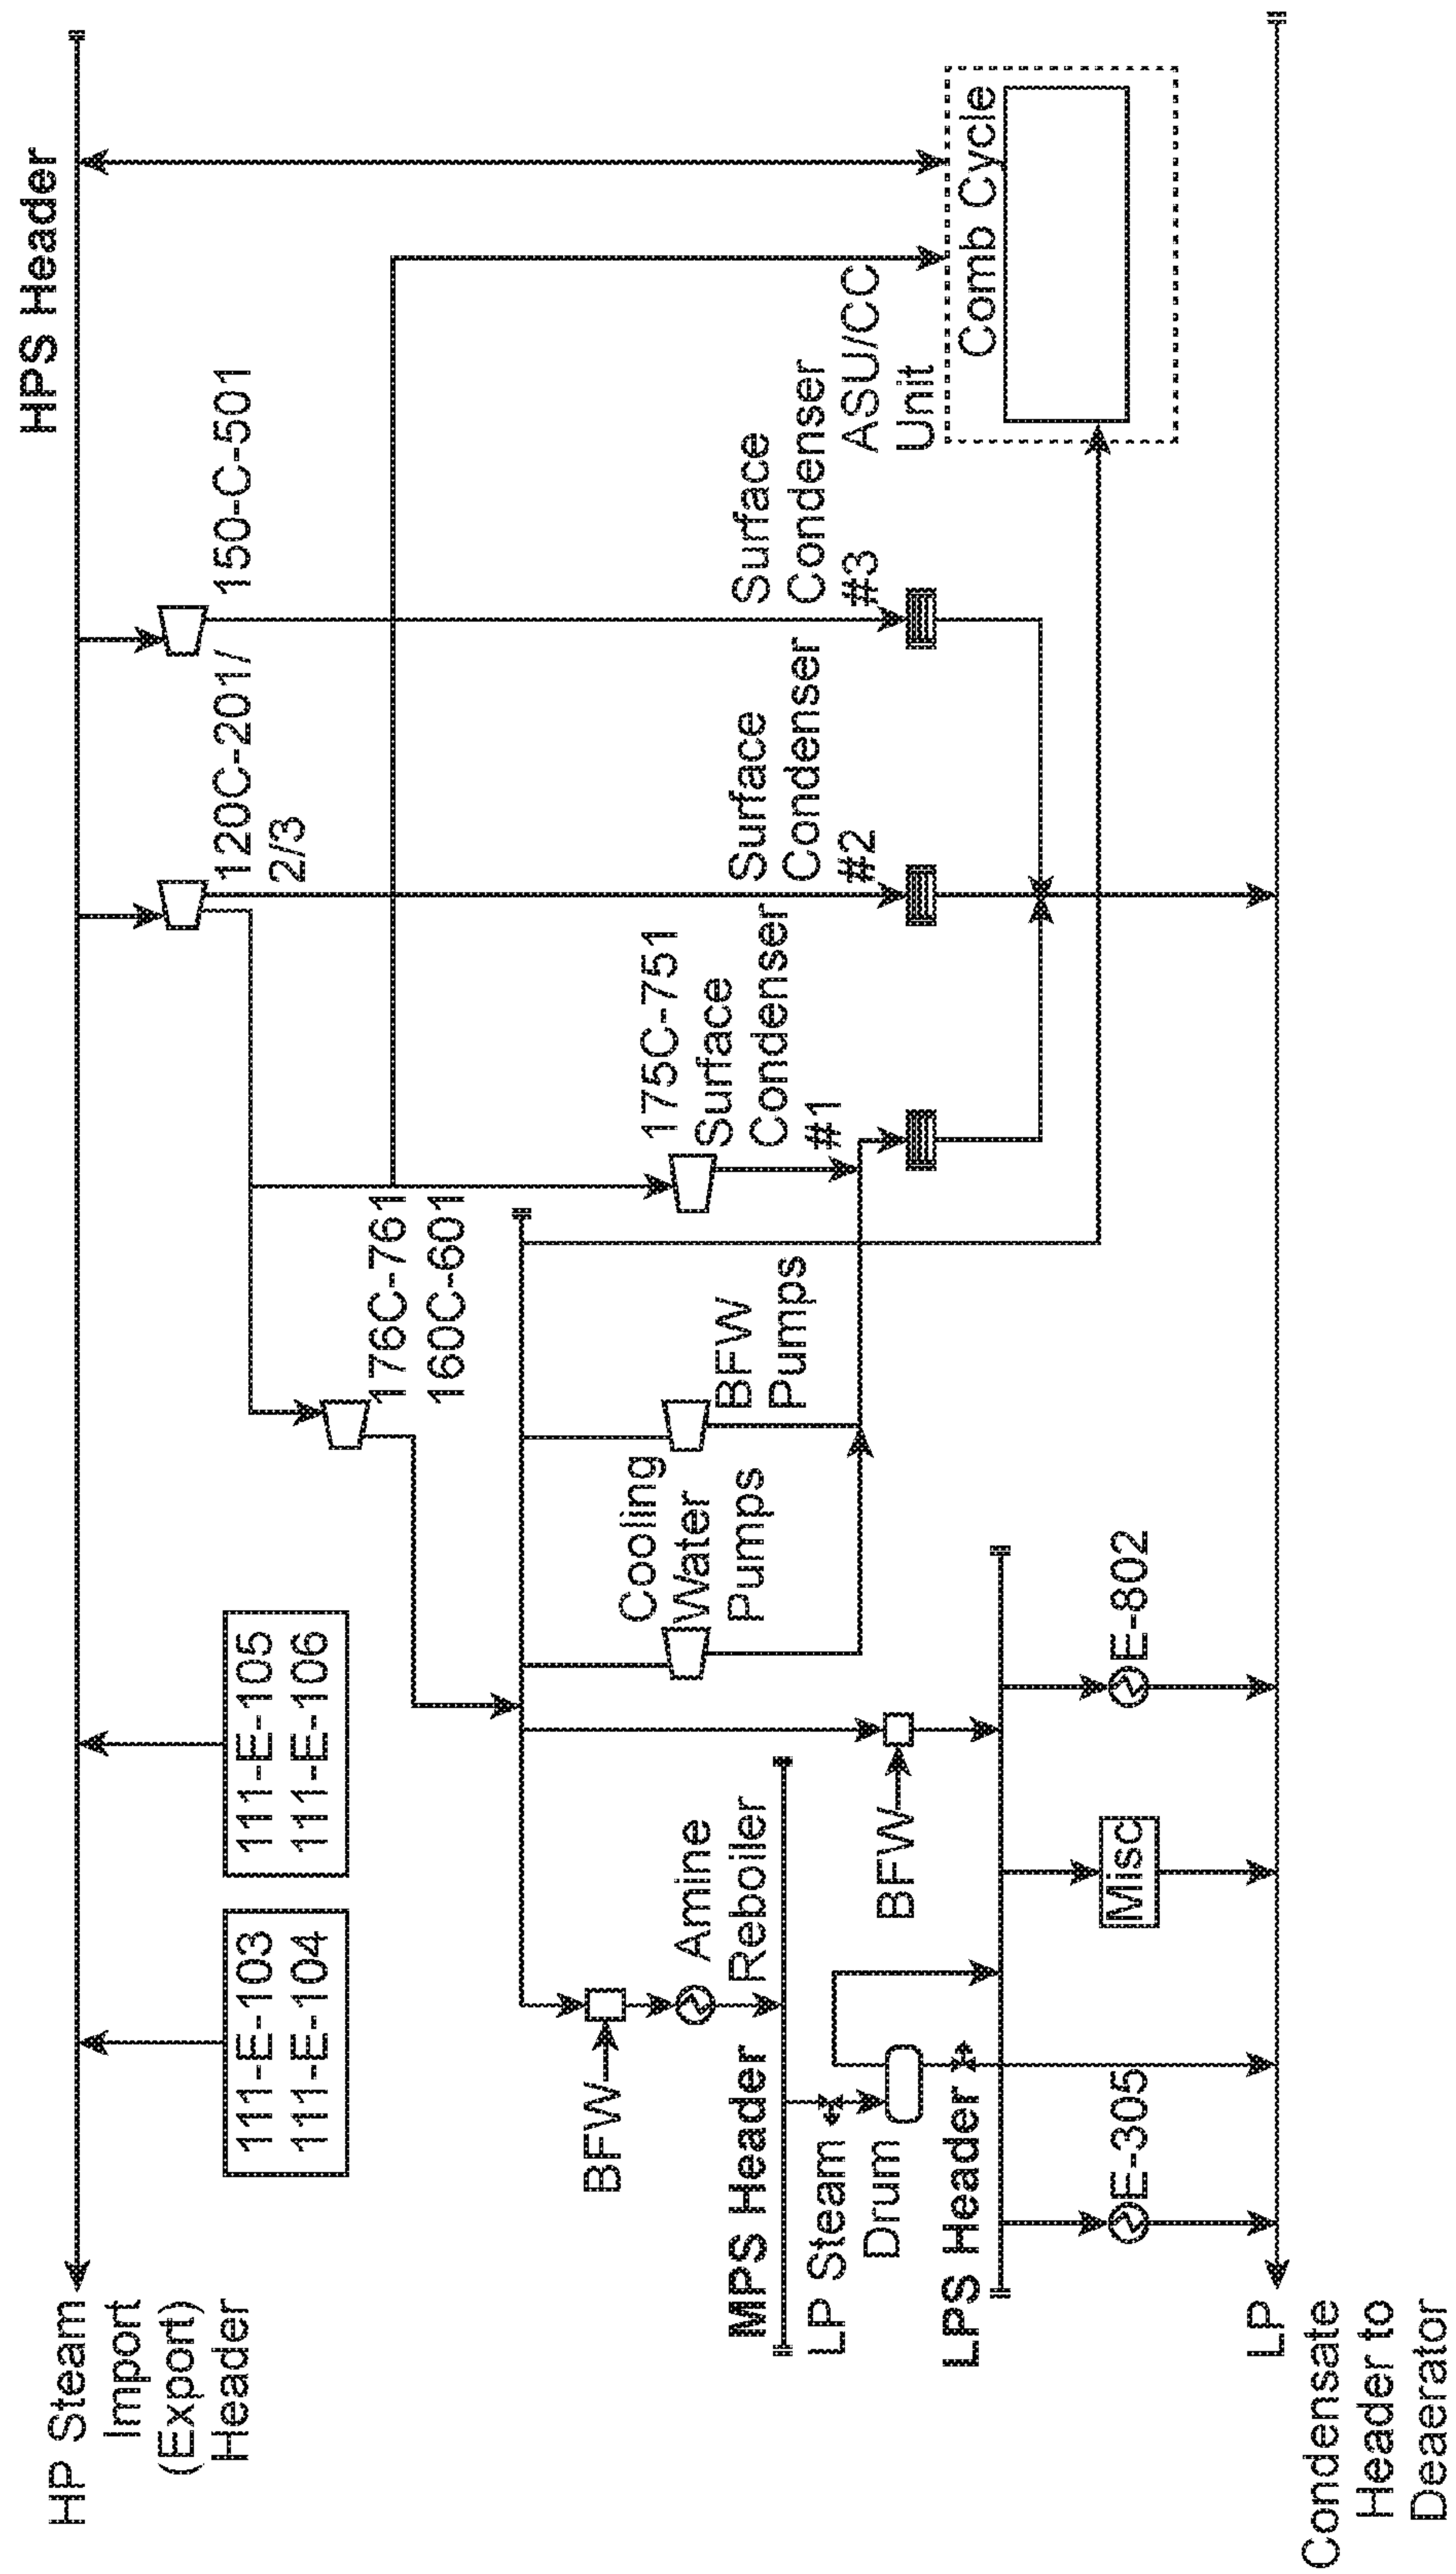 HPS Header
HP Steam
Import
(Export)
Header
111-E-103
111-E-104
111-E-105
111-E-106
120C-201/
2/3
150-C-501
176C-761
160C-601
175C-751
Surface
Condenser
#1
Surface
Condenser
#2
Surface
Condenser
#3
ASU/CC
Unit
Comb Cycle
Cooling
Water
Pumps
BFW
Pumps
BFW
Amine
Reboiler
MPS Header
LP Steam
Drum
BFW
LPS Header
E-305
Misc
E-802
LP
Condensate
Header to
Deaerator